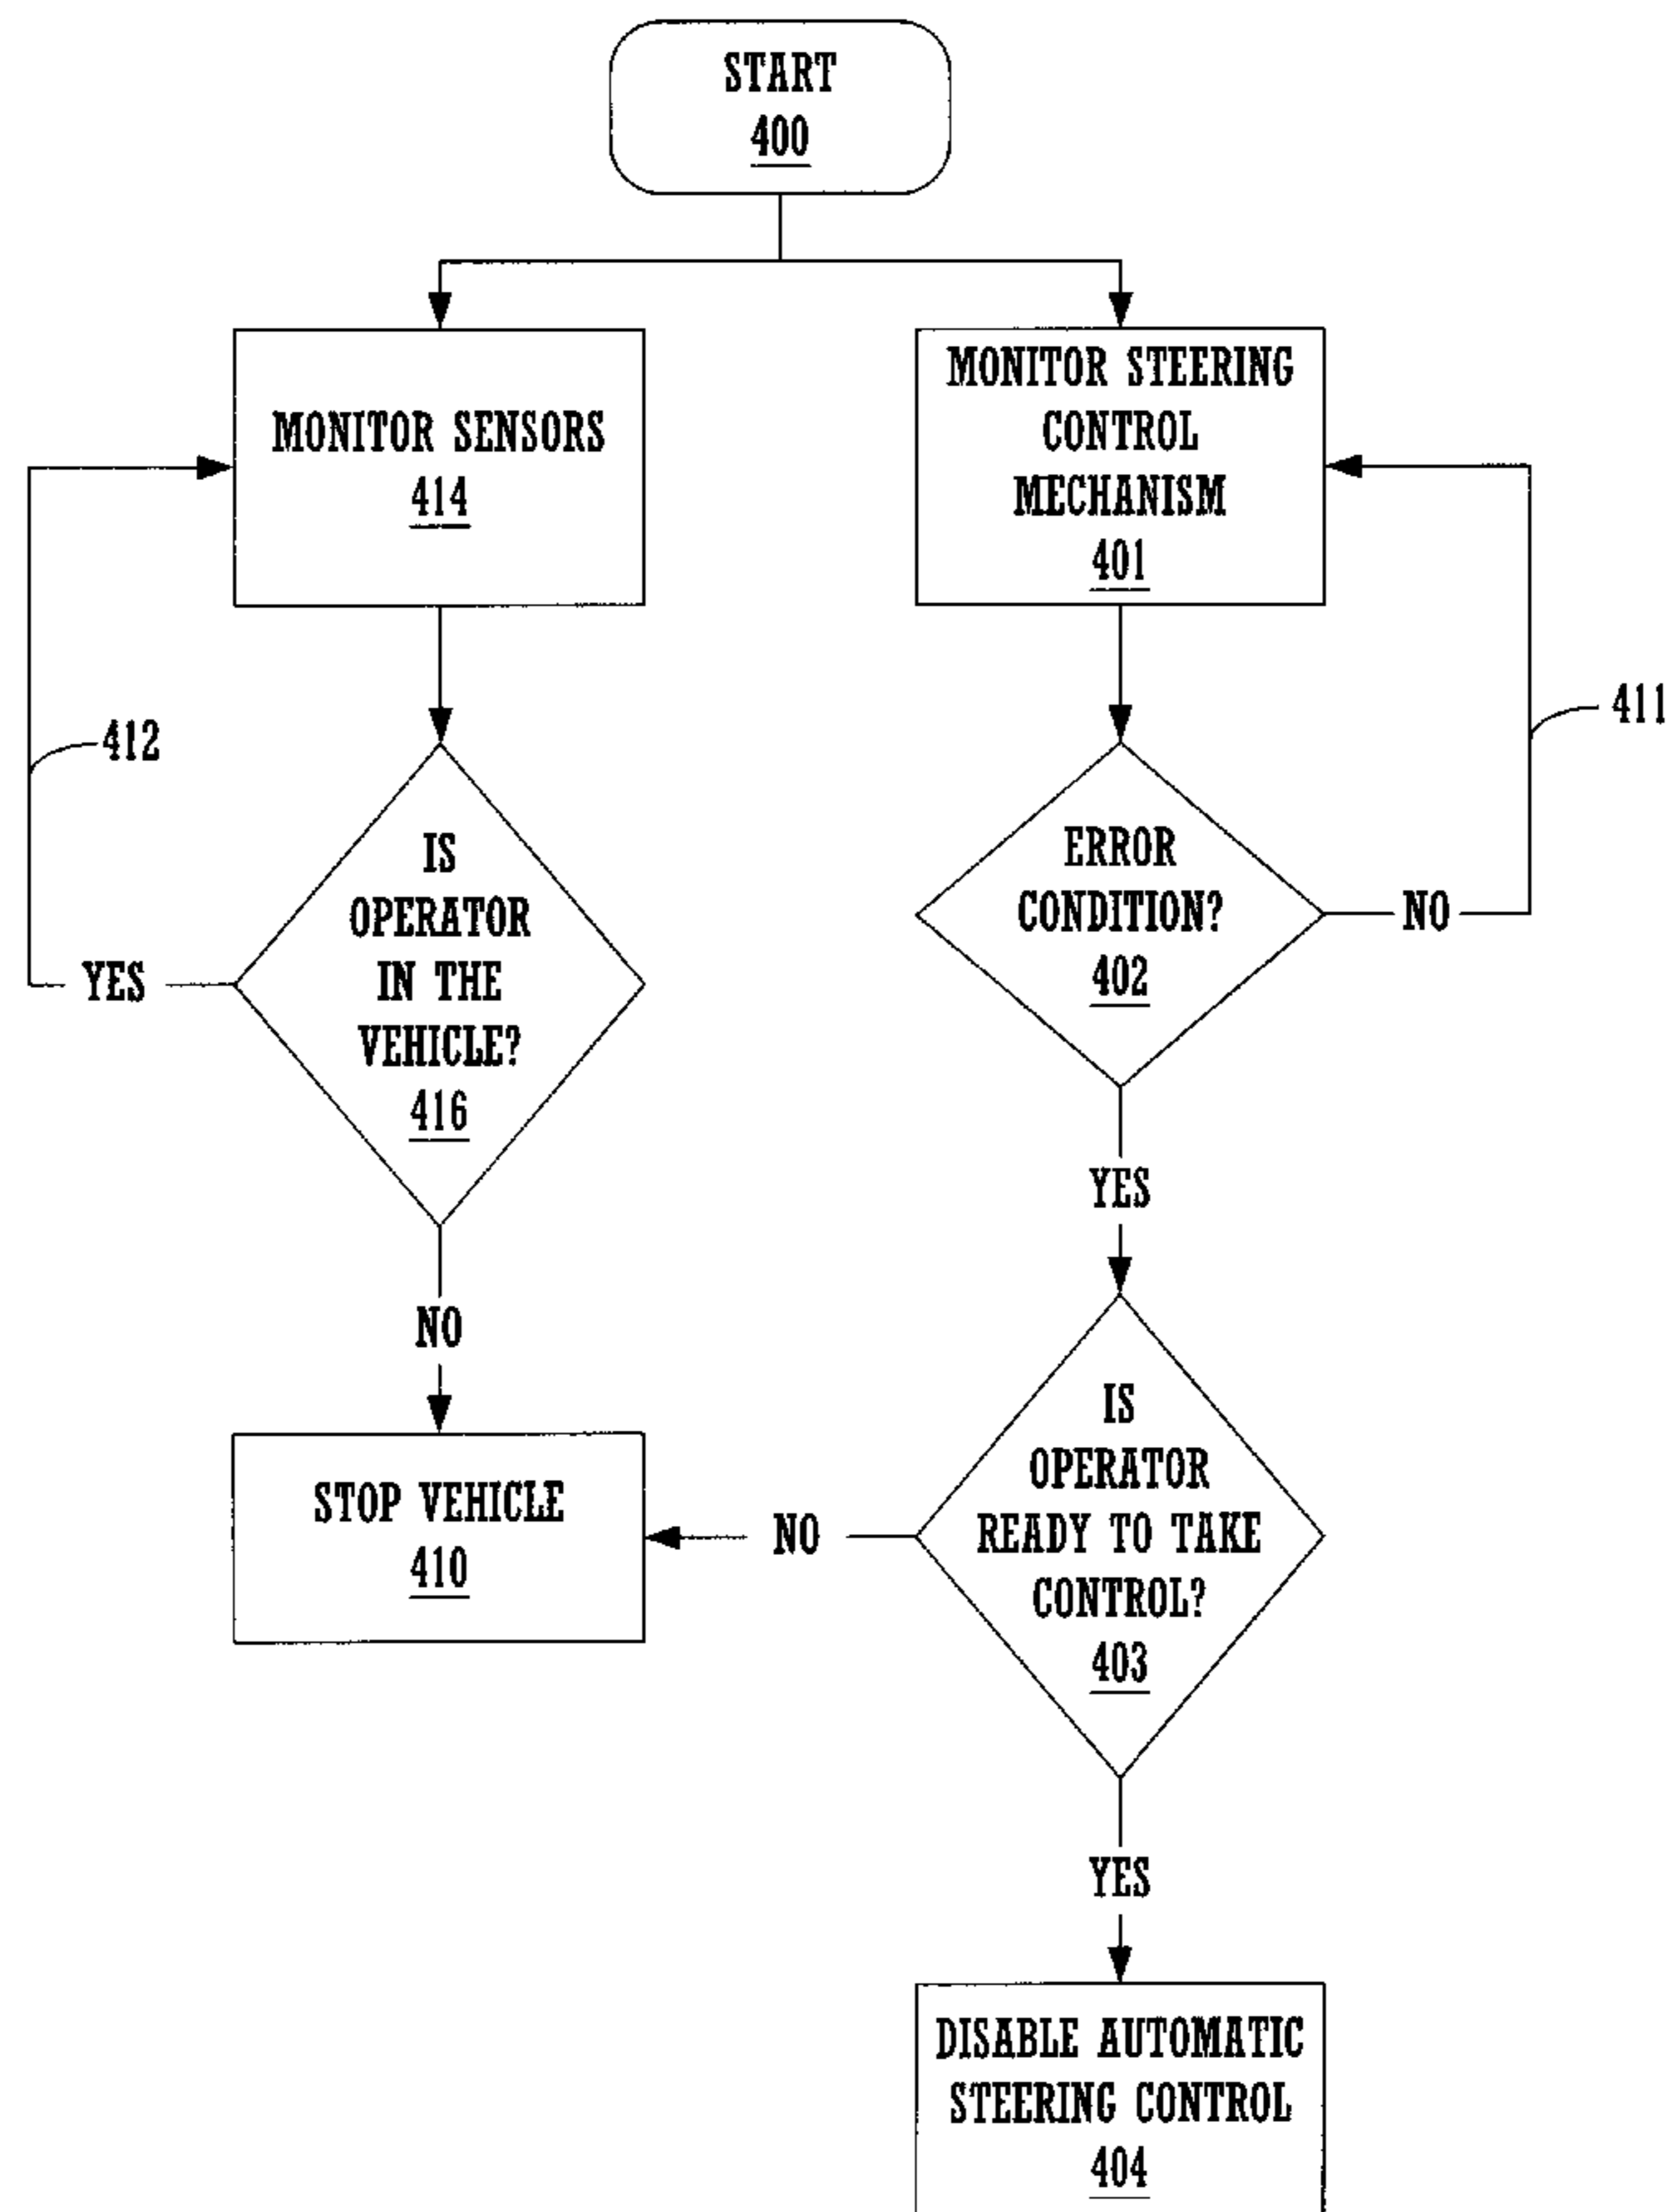 START
400
MONITOR SENSORS
414
MONITOR STEERING
CONTROL
MECHANISM
401
412
411
IS
OPERATOR
IN THE
VEHICLE?
416
YES
ERROR
CONDITION?
402
NO
YES
NO
STOP VEHICLE
410
NO
IS
OPERATOR
READY TO TAKE
CONTROL?
403
YES
DISABLE AUTOMATIC
STEERING CONTROL
404